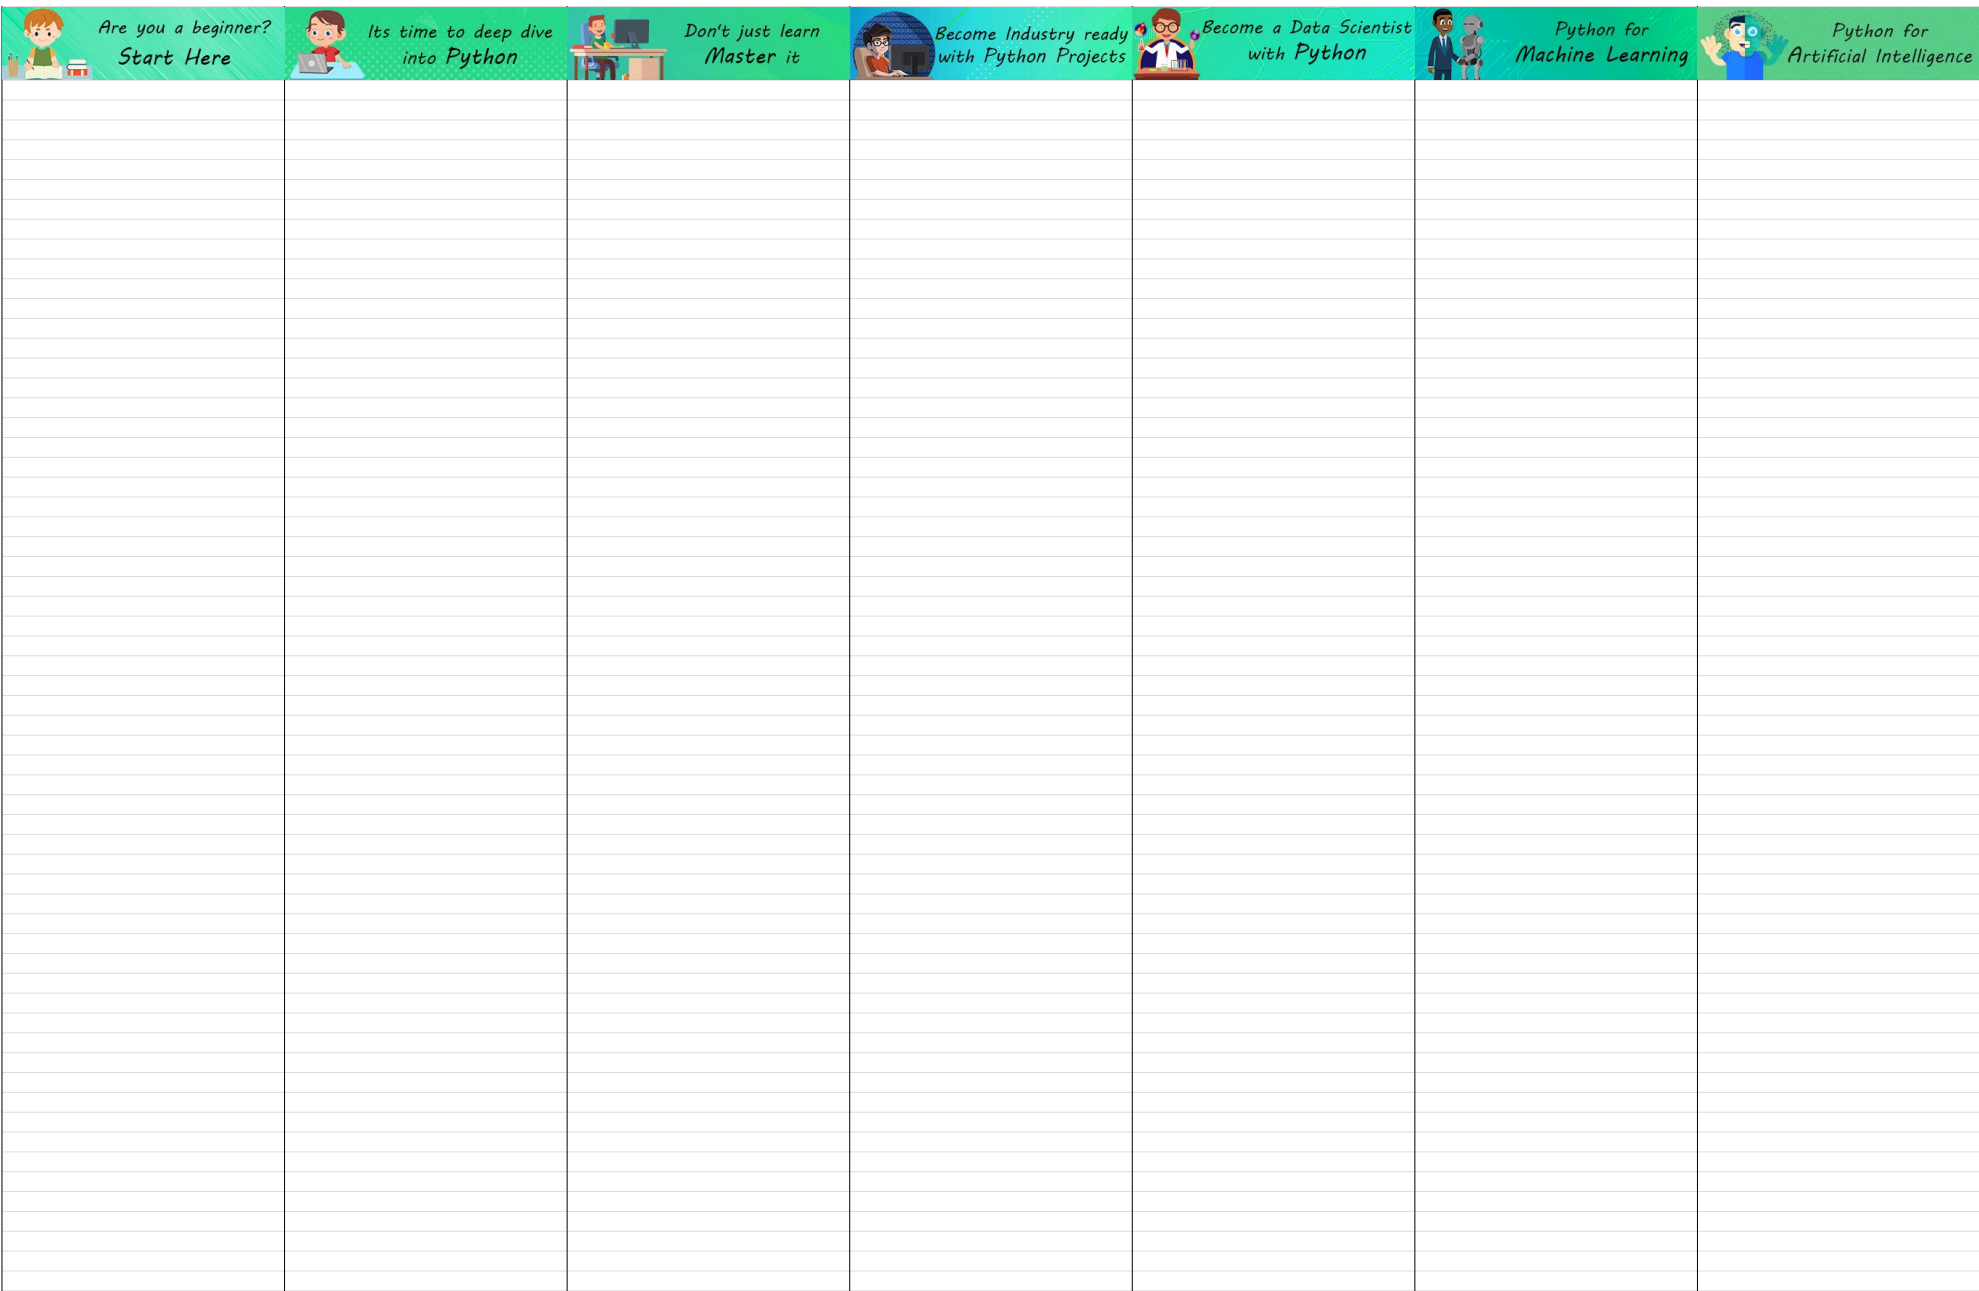 Are you a beginner?
Start Here
Its time to deep dive
into Python
Don't just learn
Master it
Become Industry ready
with Python Projects
Become a Data Scientist
with Python
Python for
Machine Learning
Python for
Artificial Intelligence